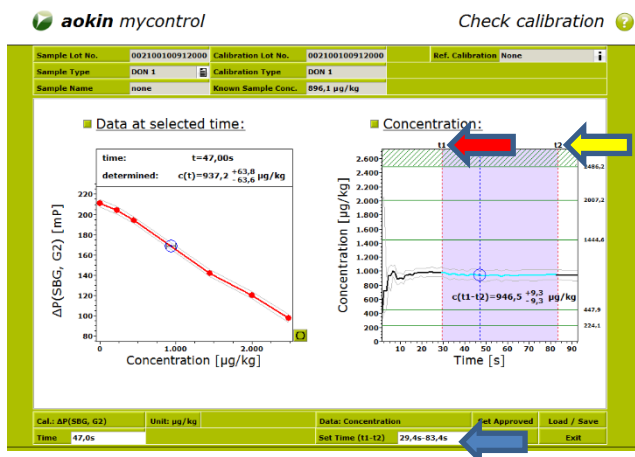 aokin mycontrol
Check calibration ?
Sample Lot No. 002100100912000 Calibration Lot No. 002100100912000 Ref. Calibration None i
Sample Type DON 1 Calibration Type DON 1
Sample Name none Known Sample Conc. 896,1 µg/kg
Data at selected time:
time: t=47,00s
determined: c(t)=937,2 +63,8 -63,6 µg/kg
ΔP(SBG, G2) [mP]
220
200
180
160
140
120
100
80
0 1.000 2.000
Concentration [µg/kg]
Concentration:
t1 t2
Concentration [µg/kg]
2.600
2.400
2.200
2.000
1.800
1.600
1.400
1.200
1.000
800
600
400
200
0
2486,2
2007,2
1444,6
447,9
224,1
c(t1-t2)=946,5 +9,3 -9,3 µg/kg
10 20 30 40 50 60 70 80 90
Time [s]
Cal.: ΔP(SBG, G2) Unit: µg/kg Data: Concentration Set Approved Load / Save
Time 47,0s Set Time (t1-t2) 29,4s-83,4s Exit